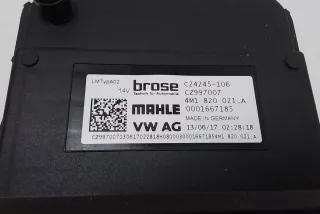 LMTypA02
14V
brose
Technik für Automobile
C24245-106
CZ997007
4M1 820 021.A
0001667185
MAHLE
MADE IN GERMANY
VW AG
13/06/17 02:28:18